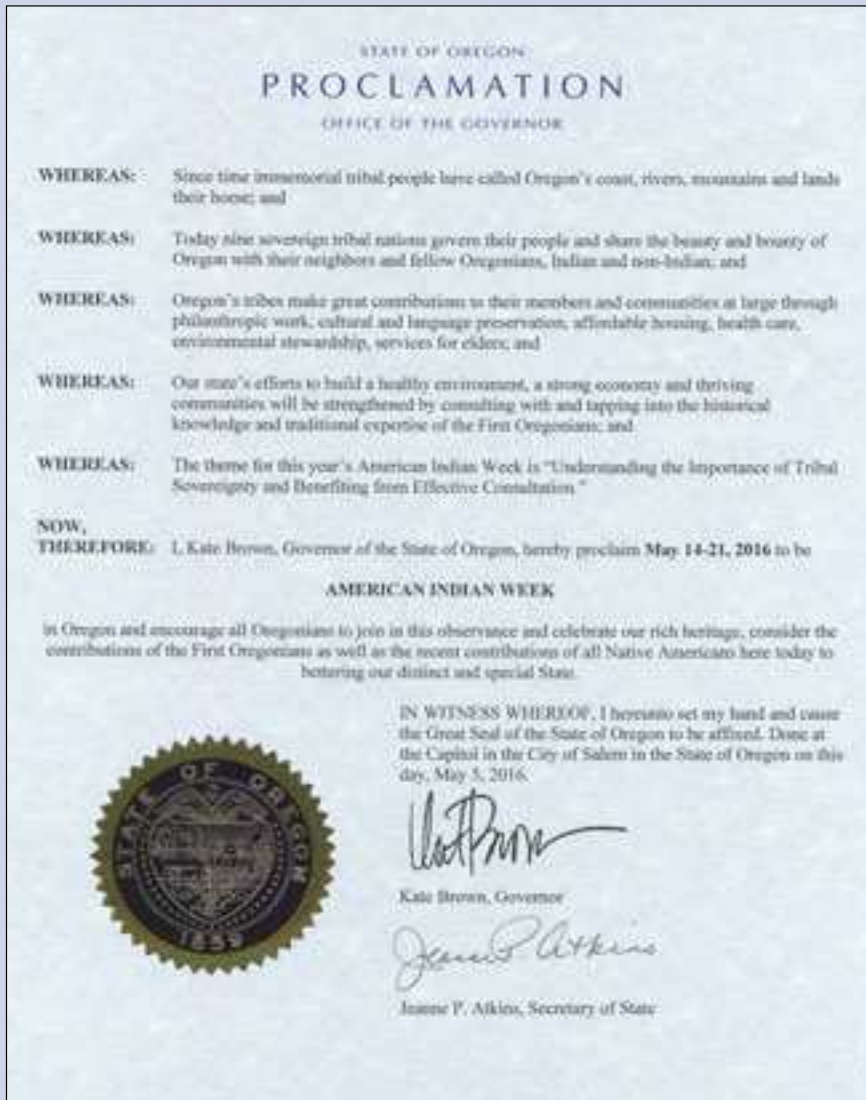 STATE OF OREGON
PROCLAMATION
OFFICE OF THE GOVERNOR
WHEREAS: Since time immemorial tribal people have called Oregon's coast, rivers, mountains and lands
their home; and
WHEREAS: Today nine sovereign tribal nations govern their people and share the beauty and bounty of
Oregon with their neighbors and fellow Oregonians, Indian and non-Indian; and
WHEREAS: Oregon's tribes make great contributions to their members and communities at large through
philanthropic work, cultural and language preservation, affordable housing, health care,
environmental stewardship, services for elders; and
WHEREAS: Our state's efforts to build a healthy environment, a strong economy and thriving
communities will be strengthened by consulting with and tapping into the historical
knowledge and traditional expertise of the First Oregonians; and
WHEREAS: The theme for this year's American Indian Week is "Understanding the Importance of Tribal
Sovereignty and Benefiting from Effective Consultation."
NOW,
THEREFORE: I, Kate Brown, Governor of the State of Oregon, hereby proclaim May 14-21, 2016 to be
AMERICAN INDIAN WEEK
in Oregon and encourage all Oregonians to join in this observance and celebrate our rich heritage, consider the
contributions of the First Oregonians as well as the recent contributions of all Native Americans here today to
bettering our distinct and special State.
IN WITNESS WHEREOF, I hereunto set my hand and cause
the Great Seal of the State of Oregon to be affixed. Done at
the Capitol in the City of Salem in the State of Oregon on this
day, May 5, 2016.
Kate Brown
Kate Brown, Governor
Jeanne P. Atkins
Jeanne P. Atkins, Secretary of State
STATE OF OREGON
1859